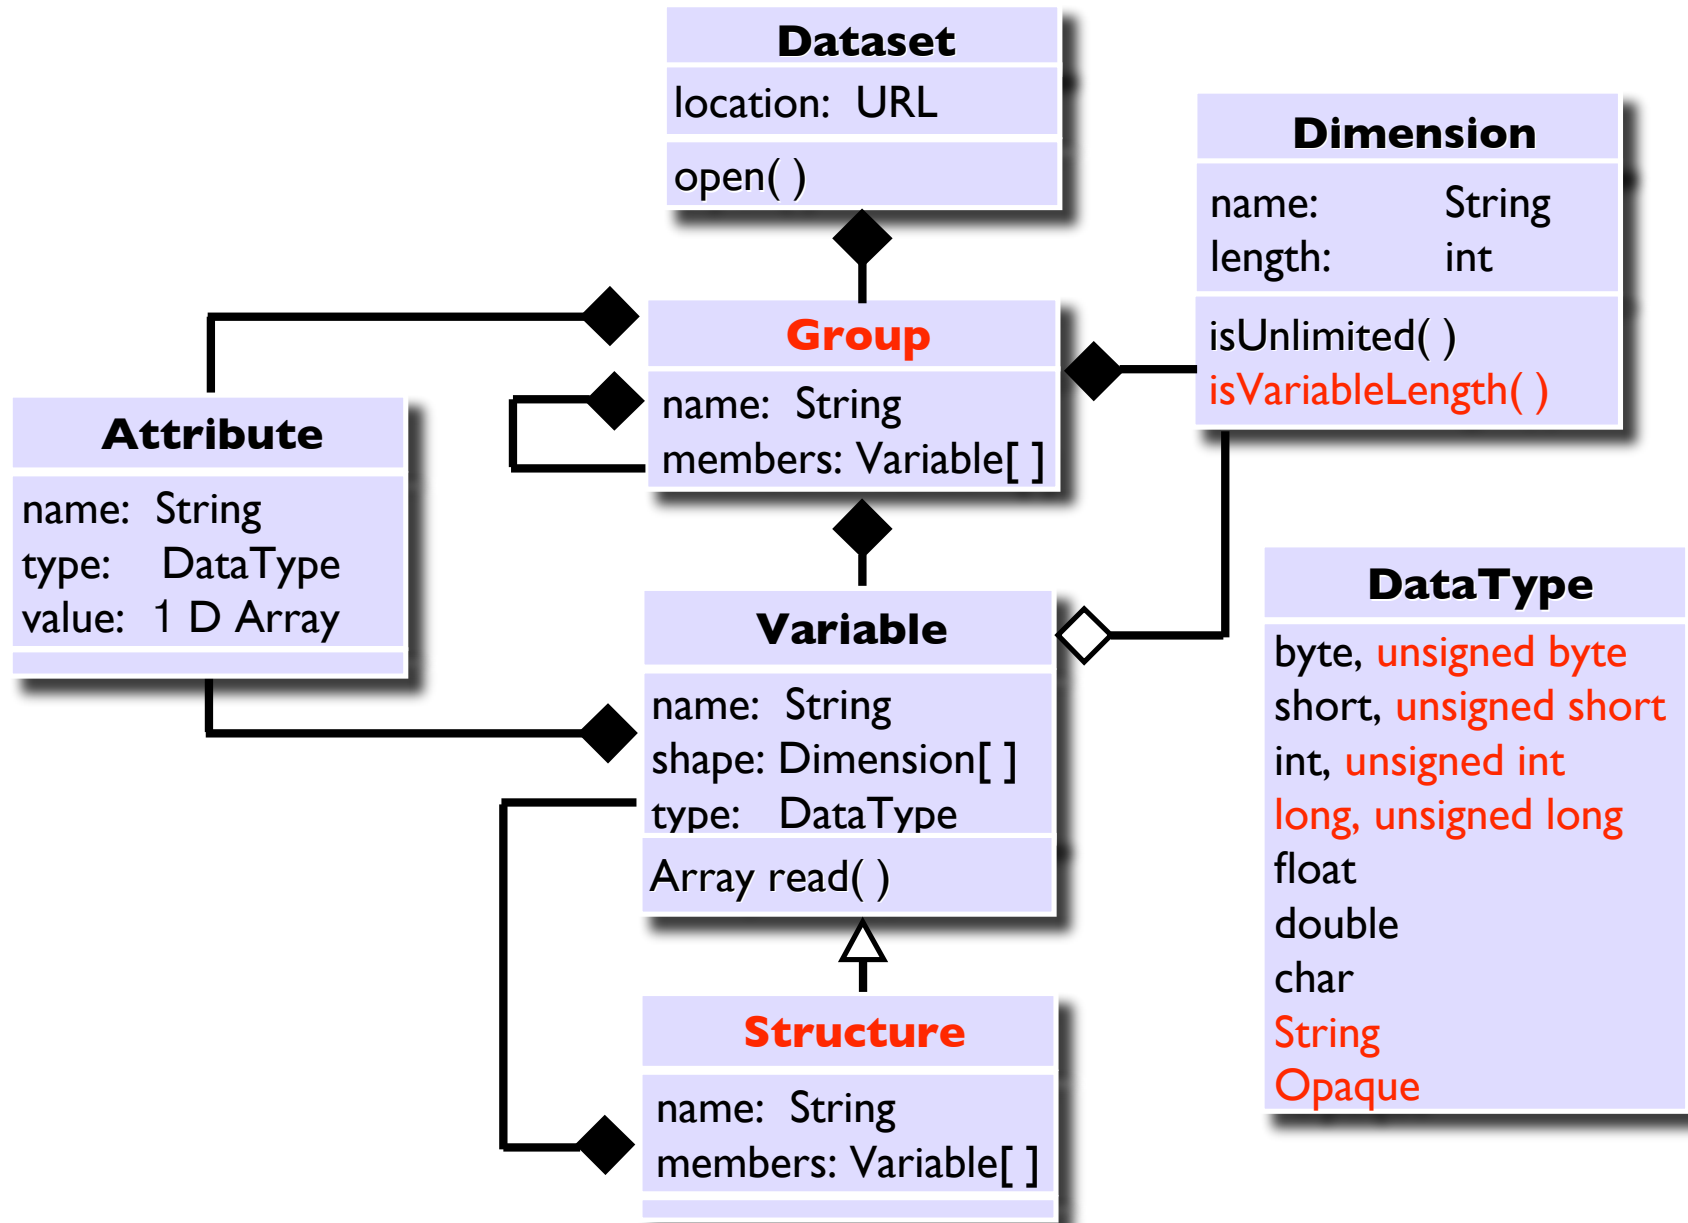 Dataset
location: URL
open( )
Dimension
name: String
length: int
isUnlimited( )
isVariableLength( )
Group
name: String
members: Variable[ ]
Attribute
name: String
type: DataType
value: 1 D Array
Variable
name: String
shape: Dimension[ ]
type: DataType
Array read( )
DataType
byte, unsigned byte
short, unsigned short
int, unsigned int
long, unsigned long
float
double
char
String
Opaque
Structure
name: String
members: Variable[ ]